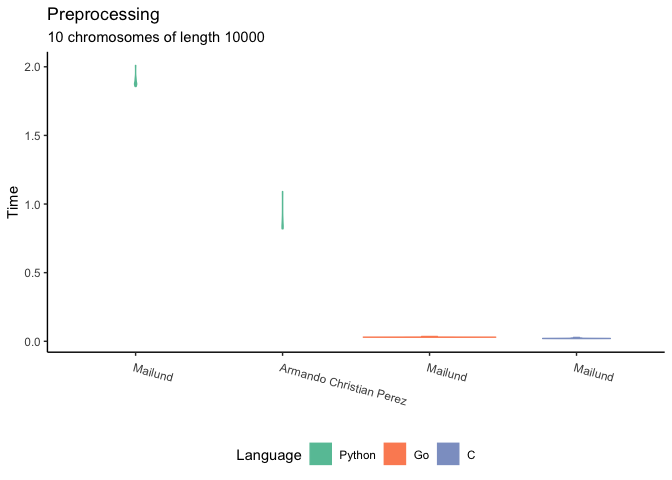 Preprocessing
10 chromosomes of length 10000
2.0
1.5
1.0
0.5
0.0
Time
Mailund
Armando Christian Perez
Mailund
Mailund
Language Python Go C